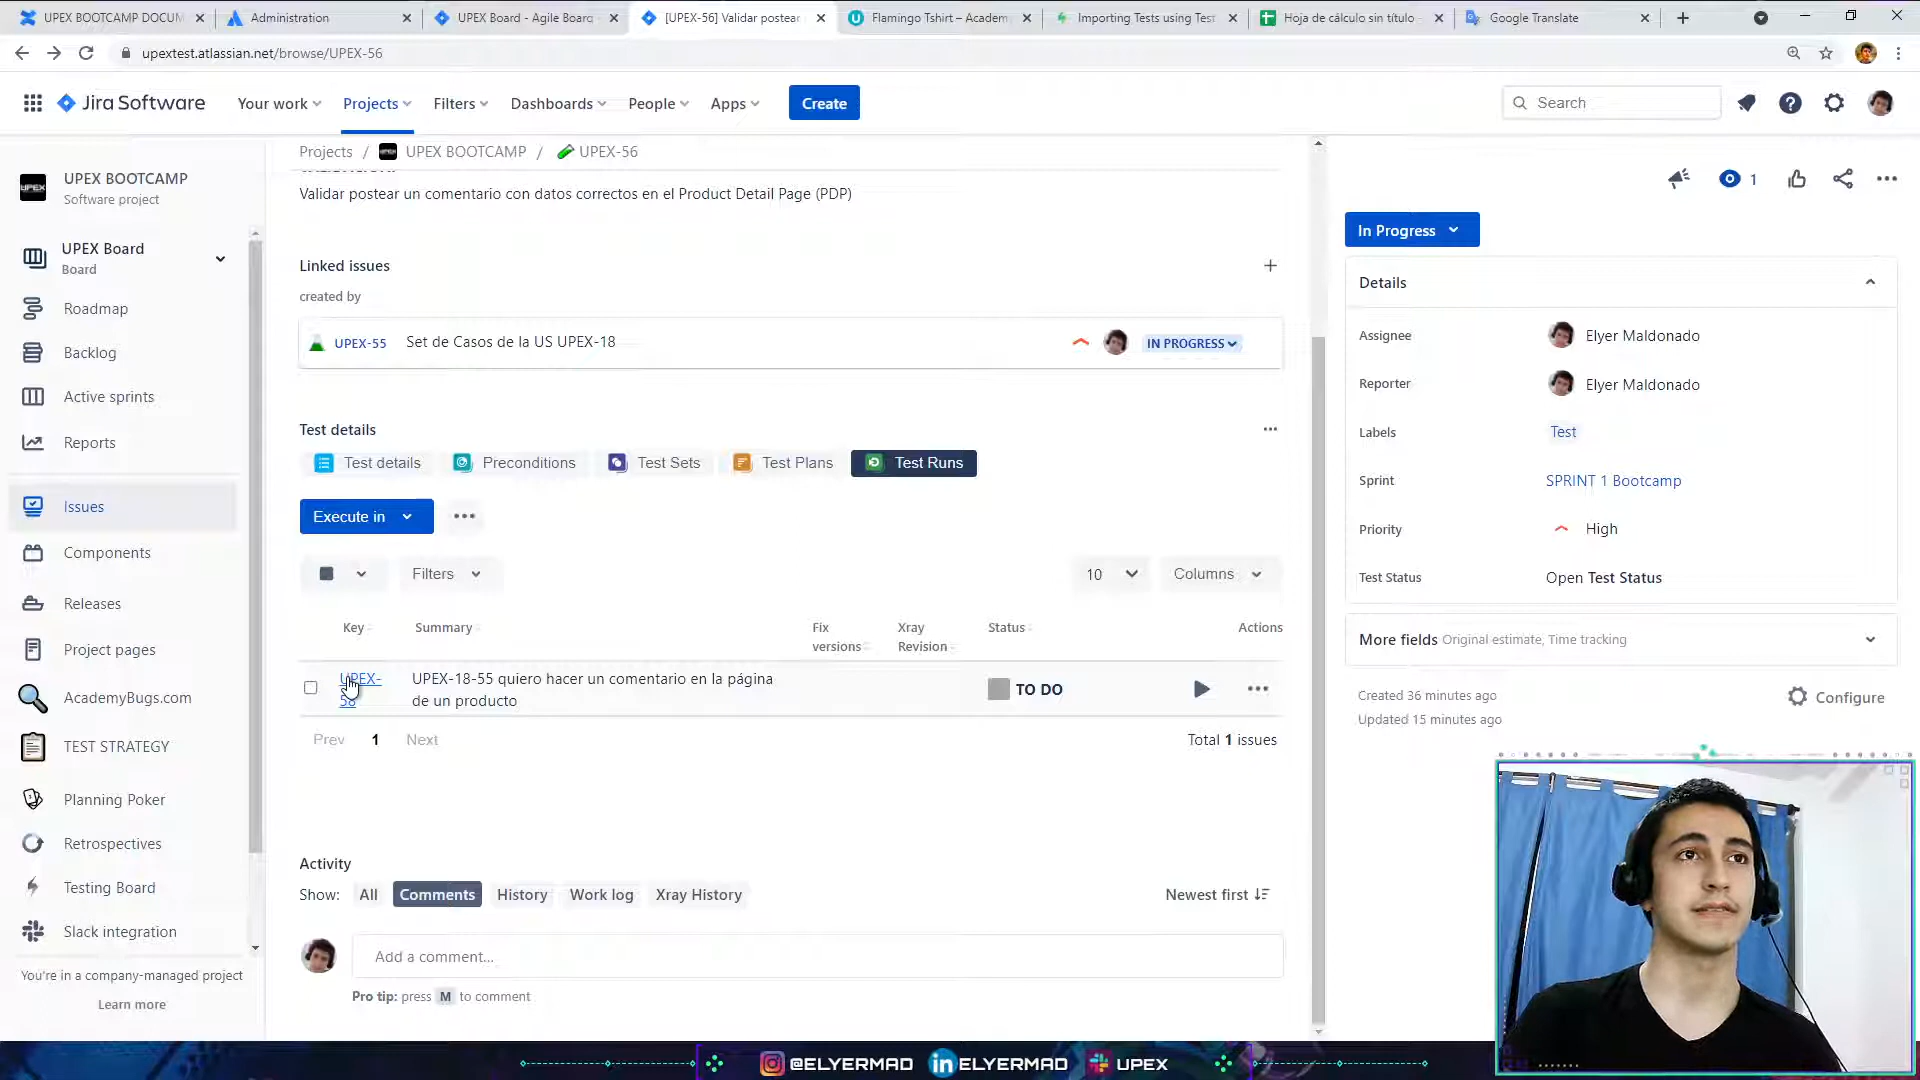 UPEX BOOTCAMP DOCUM
Administration
UPEX Board - Agile Board
[UPEX-56] Validar postear
Flamingo Tshirt – Academ
Importing Tests using Test
Hoja de cálculo sin título
Google Translate
upextest.atlassian.net/browse/UPEX-56
Jira Software
Your work
Projects
Filters
Dashboards
People
Apps
Create
Search
UPEX BOOTCAMP
Software project
UPEX Board
Board
Roadmap
Backlog
Active sprints
Reports
Issues
Components
Releases
Project pages
AcademyBugs.com
TEST STRATEGY
Planning Poker
Retrospectives
Testing Board
Slack integration
You're in a company-managed project
Learn more
Projects / UPEX BOOTCAMP / UPEX-56
Validar postear un comentario con datos correctos en el Product Detail Page (PDP)
Linked issues
created by
UPEX-55 Set de Casos de la US UPEX-18 IN PROGRESS
Test details
Test details Preconditions Test Sets Test Plans Test Runs
Execute in
Filters
10
Columns
Key Summary Fix versions Xray Revision Status Actions
UPEX-58 UPEX-18-55 quiero hacer un comentario en la página
de un producto
TO DO
Prev 1 Next
Total 1 issues
Activity
Show: All Comments History Work log Xray History
Newest first
Add a comment…
Pro tip: press M to comment
1
In Progress
Details
Assignee Elyer Maldonado
Reporter Elyer Maldonado
Labels Test
Sprint SPRINT 1 Bootcamp
Priority High
Test Status Open Test Status
More fields Original estimate, Time tracking
Created 36 minutes ago
Updated 15 minutes ago
Configure
@ELYERMAD
in ELYERMAD
UPEX